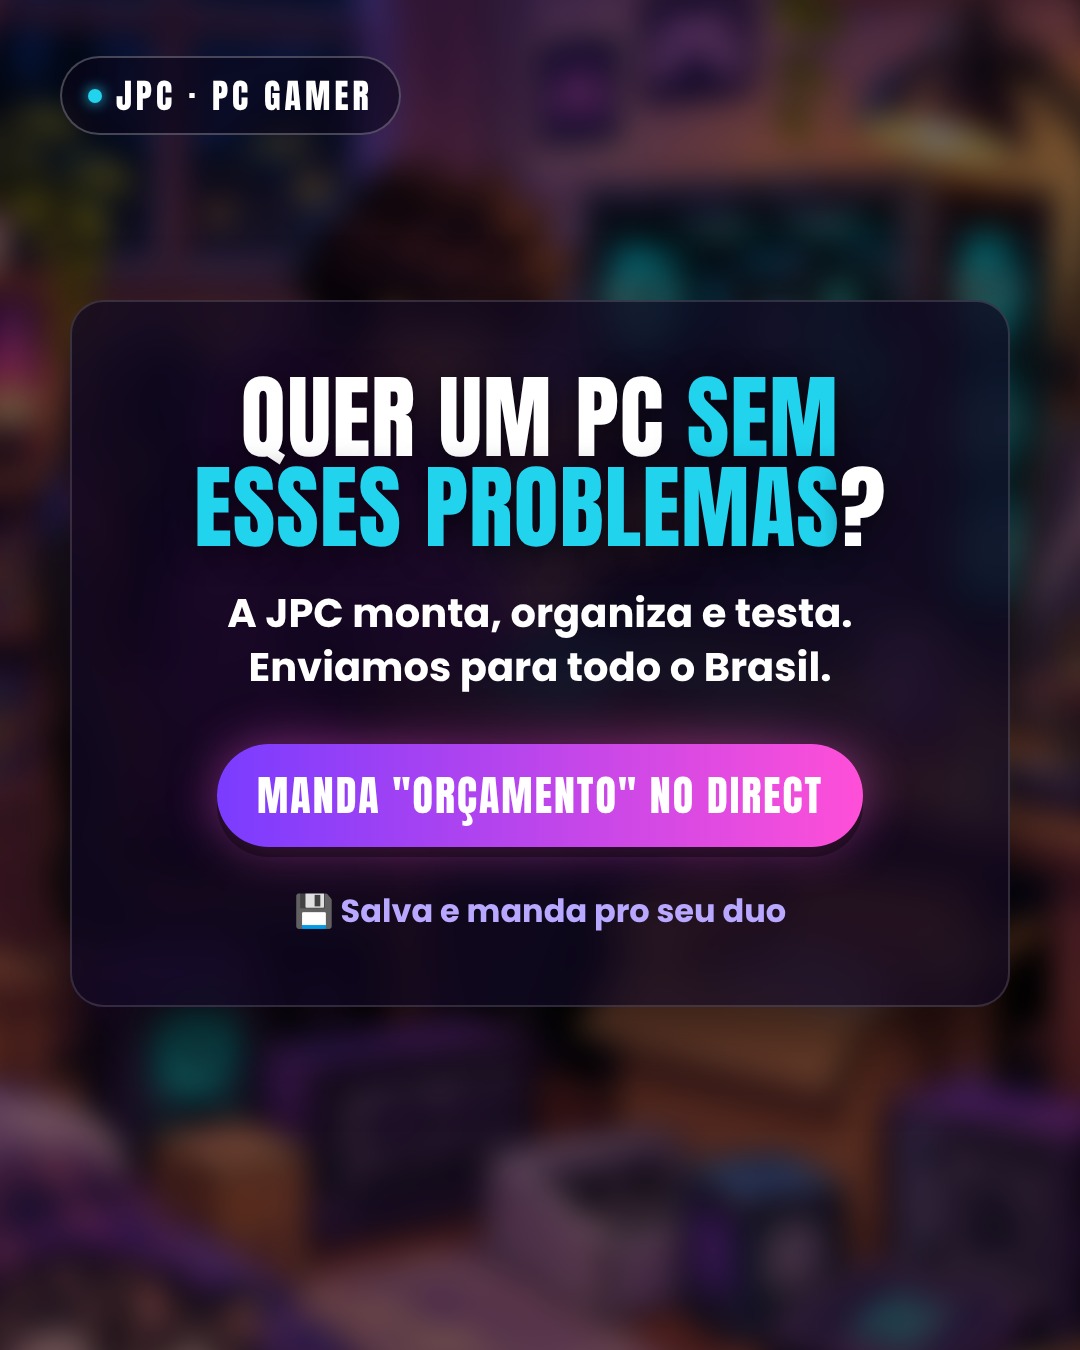 JPC · PC GAMER
QUER UM PC SEM
ESSES PROBLEMAS?
A JPC monta, organiza e testa.
Enviamos para todo o Brasil.
MANDA "ORÇAMENTO" NO DIRECT
💾 Salva e manda pro seu duo